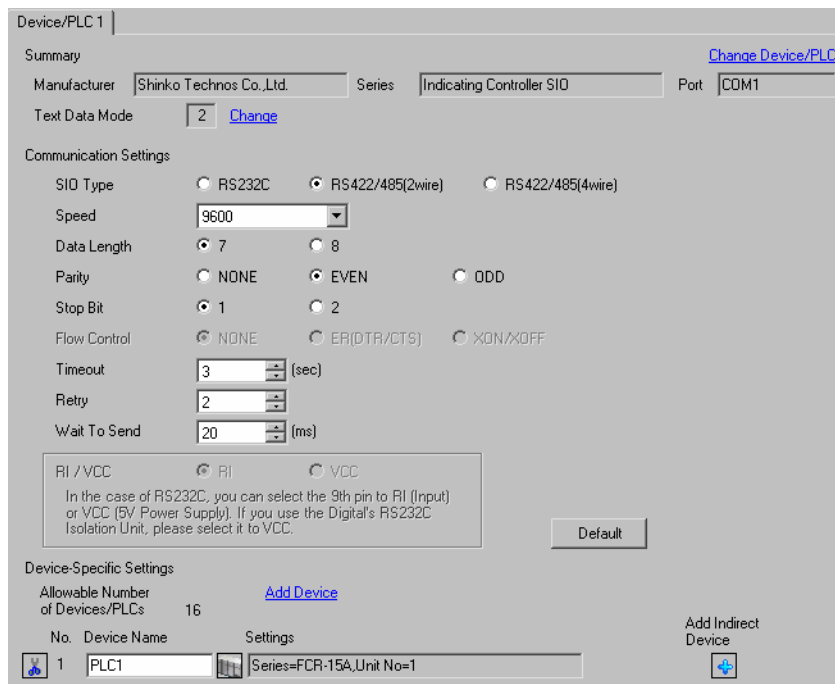 Device/PLC 1
Summary
Change Device/PLC
Manufacturer Shinko Technos Co.,Ltd. Series Indicating Controller SIO Port COM1
Text Data Mode 2 Change
Communication Settings
SIO Type RS232C RS422/485(2wire) RS422/485(4wire)
Speed 9600
Data Length 7 8
Parity NONE EVEN ODD
Stop Bit 1 2
Flow Control NONE ER(DTR/CTS) XON/XOFF
Timeout 3 (sec)
Retry 2
Wait To Send 20 (ms)
RI / VCC RI VCC
In the case of RS232C, you can select the 9th pin to RI (Input)
or VCC (5V Power Supply). If you use the Digital's RS232C
Isolation Unit, please select it to VCC.
Default
Device-Specific Settings
Allowable Number
of Devices/PLCs 16
Add Device
No. Device Name Settings
Add Indirect
Device
1 PLC1 Series=FCR-15A,Unit No=1